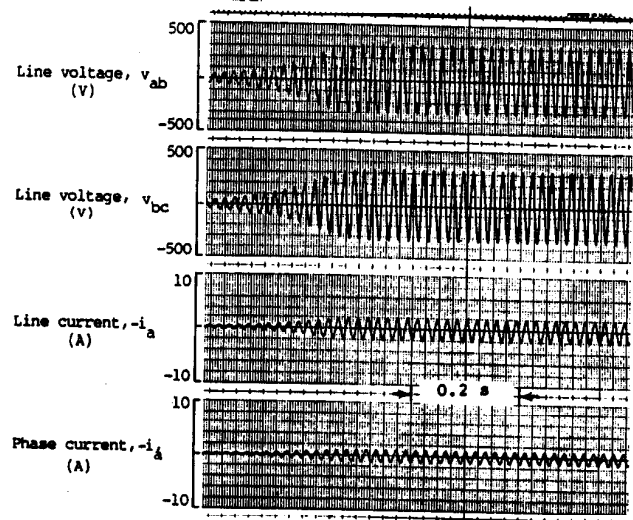 500
Line voltage, v_ab
(V)
-500
500
Line voltage, v_bc
(V)
-500
10
Line current,-i_a
(A)
-10
0.2 s
10
Phase current,-i_á
(A)
-10